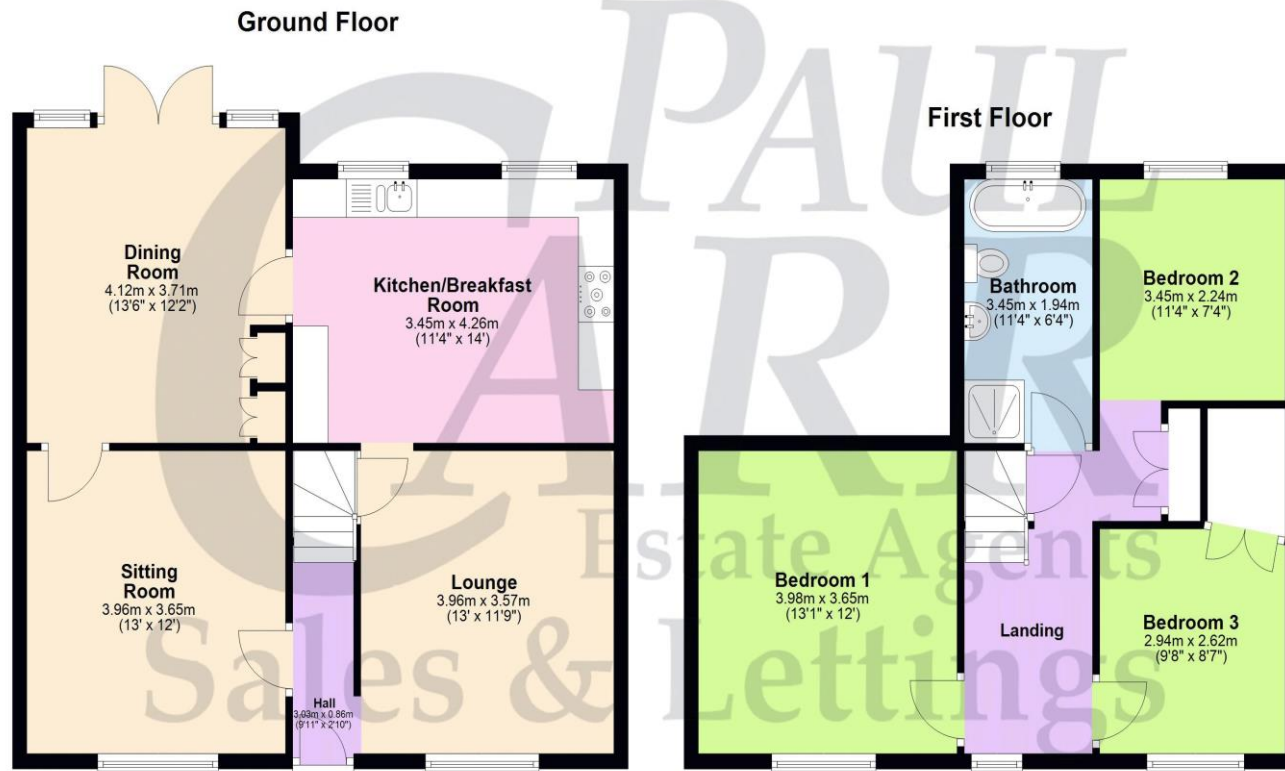 Ground Floor
Dining
Room
4.12m x 3.71m
(13'6" x 12'2")
Kitchen/Breakfast
Room
3.45m x 4.26m
(11'4" x 14')
Sitting
Room
3.96m x 3.65m
(13' x 12')
Lounge
3.96m x 3.57m
(13' x 11'9")
Hall
3.03m x 0.86m
(9'11" x 2'10")
First Floor
Bathroom
3.45m x 1.94m
(11'4" x 6'4")
Bedroom 2
3.45m x 2.24m
(11'4" x 7'4")
Bedroom 1
3.98m x 3.65m
(13'1" x 12')
Landing
Bedroom 3
2.94m x 2.62m
(9'8" x 8'7")
PAUL
CARR
Estate Agents
Sales & Lettings